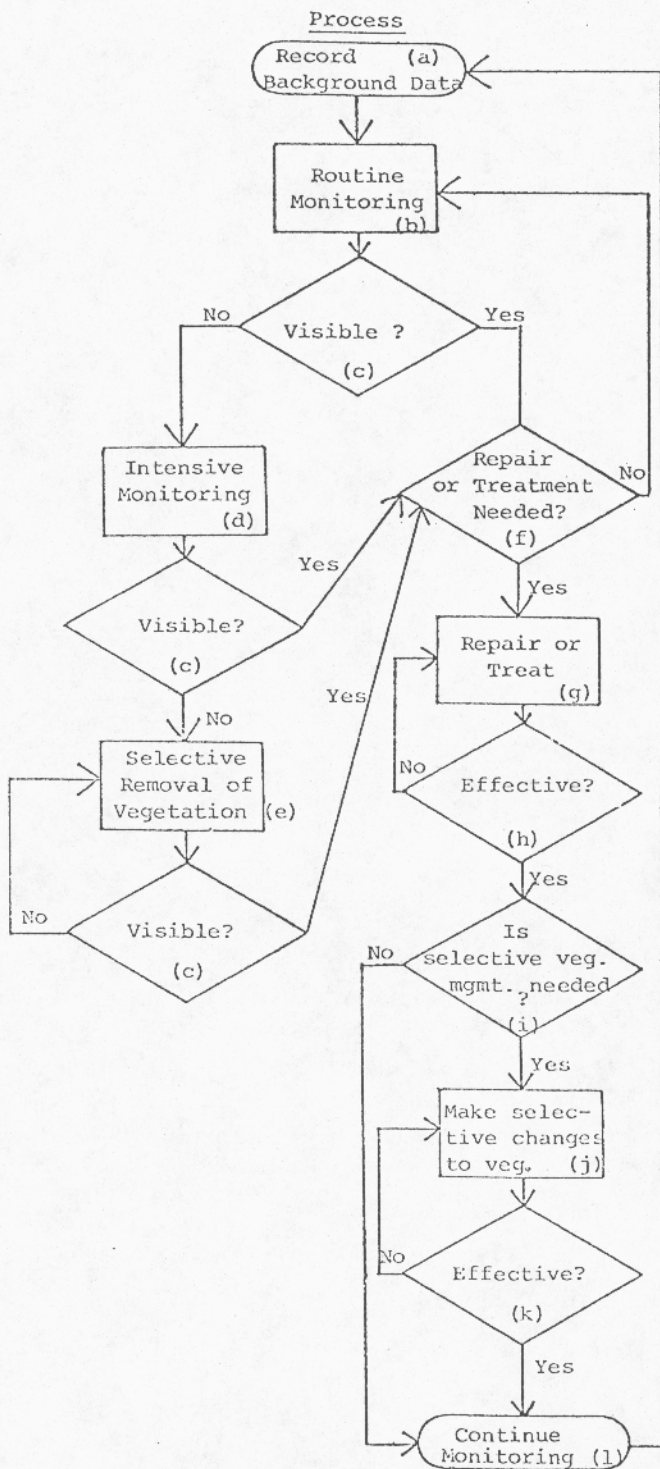 Process
Record (a)
Background Data
Routine
Monitoring
(b)
No
Yes
Visible ?
(c)
Intensive
Monitoring
(d)
Repair
or Treatment
Needed?
(f)
No
Yes
Yes
Visible?
(c)
No
Repair or
Treat
(g)
Yes
Selective
Removal of
Vegetation (e)
No
Effective?
(h)
Yes
No
Visible?
(c)
No
Is
selective veg.
mgmt. needed
?
(i)
Yes
Make selec-
tive changes
to veg. (j)
No
Effective?
(k)
Yes
Continue
Monitoring (l)